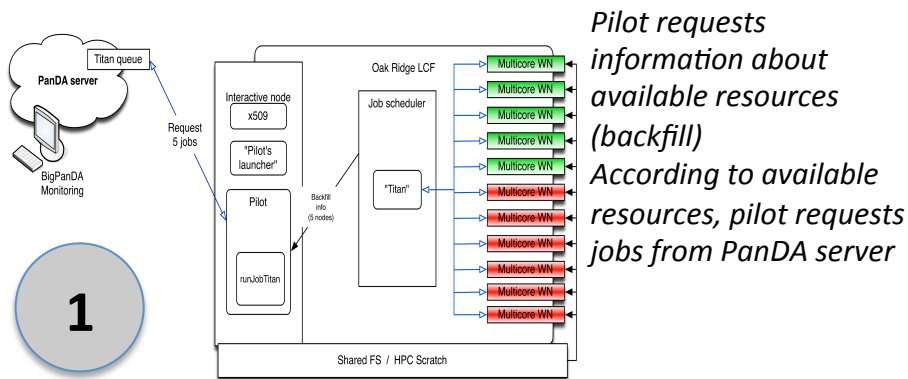 Titan queue
PanDA server
BigPanDA
Monitoring
Request
5 jobs
Interactive node
x509
"Pilot's
launcher"
Pilot
runJobTitan
Backfill
info
(5 nodes)
Oak Ridge LCF
Job scheduler
"Titan"
Multicore WN
Multicore WN
Multicore WN
Multicore WN
Multicore WN
Multicore WN
Multicore WN
Multicore WN
Multicore WN
Multicore WN
Multicore WN
Shared FS / HPC Scratch
1
Pilot requests
information about
available resources
(backfill)
According to available
resources, pilot requests
jobs from PanDA server